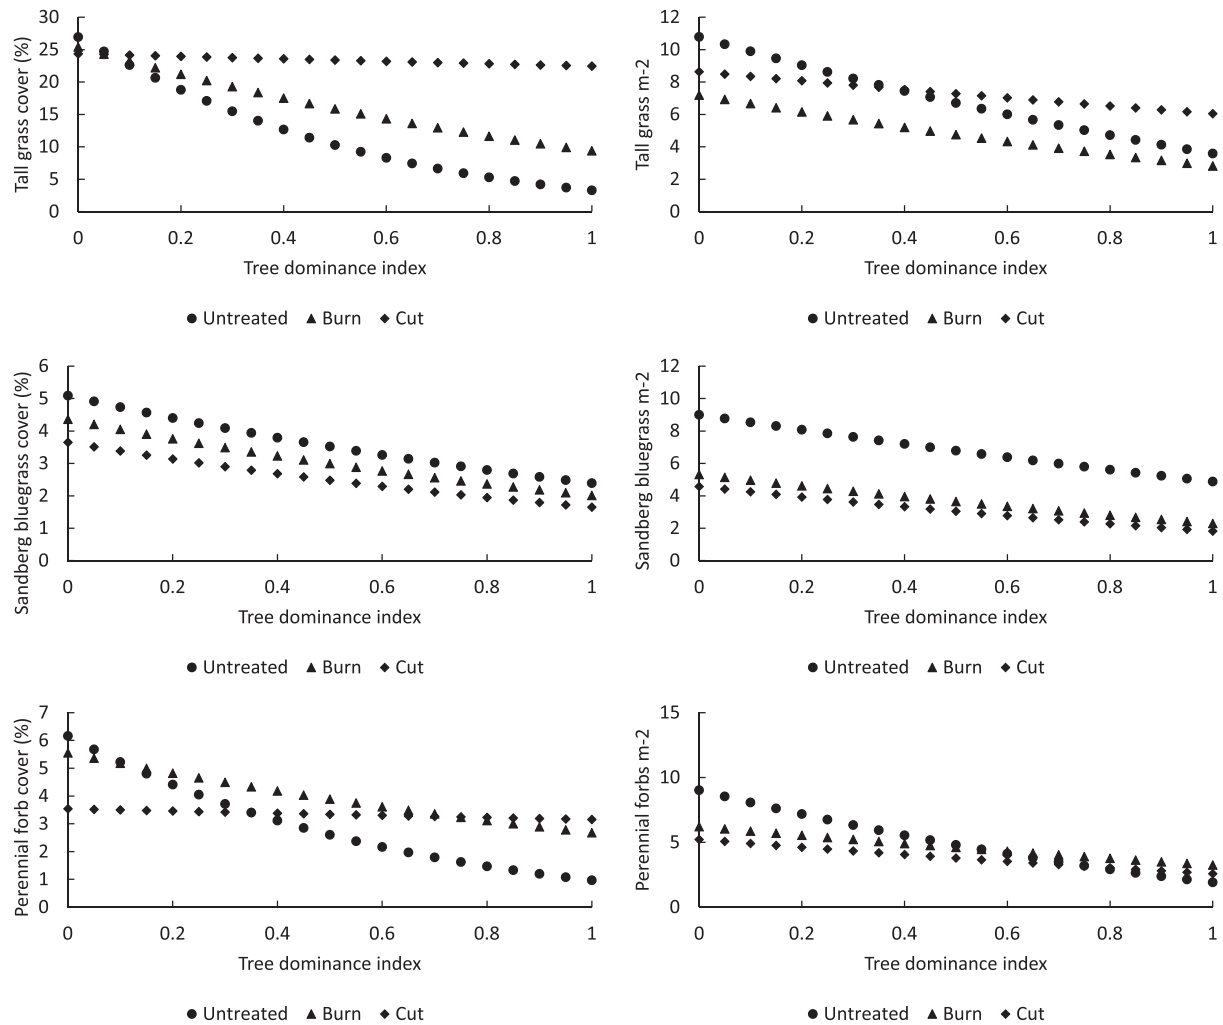 Tall grass cover (%)
30
25
20
15
10
5
0
0 0.2 0.4 0.6 0.8 1
Tree dominance index
Untreated Burn Cut
Tall grass m-2
12
10
8
6
4
2
0
0 0.2 0.4 0.6 0.8 1
Tree dominance index
Untreated Burn Cut
Sandberg bluegrass cover (%)
6
5
4
3
2
1
0
0 0.2 0.4 0.6 0.8 1
Tree dominance index
Untreated Burn Cut
Sandberg bluegrass m-2
12
10
8
6
4
2
0
0 0.2 0.4 0.6 0.8 1
Tree dominance index
Untreated Burn Cut
Perennial forb cover (%)
7
6
5
4
3
2
1
0
0 0.2 0.4 0.6 0.8 1
Tree dominance index
Untreated Burn Cut
Perennial forbs m-2
15
10
5
0
0 0.2 0.4 0.6 0.8 1
Tree dominance index
Untreated Burn Cut